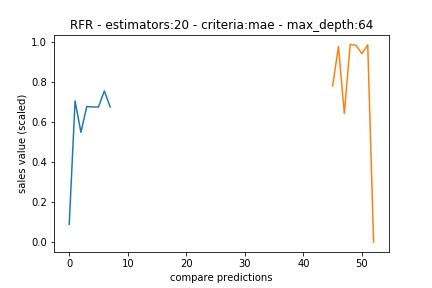 RFR - estimators:20 - criteria:mae - max_depth:64
1.0
0.8
0.6
0.4
0.2
0.0
sales value (scaled)
0 10 20 30 40 50
compare predictions